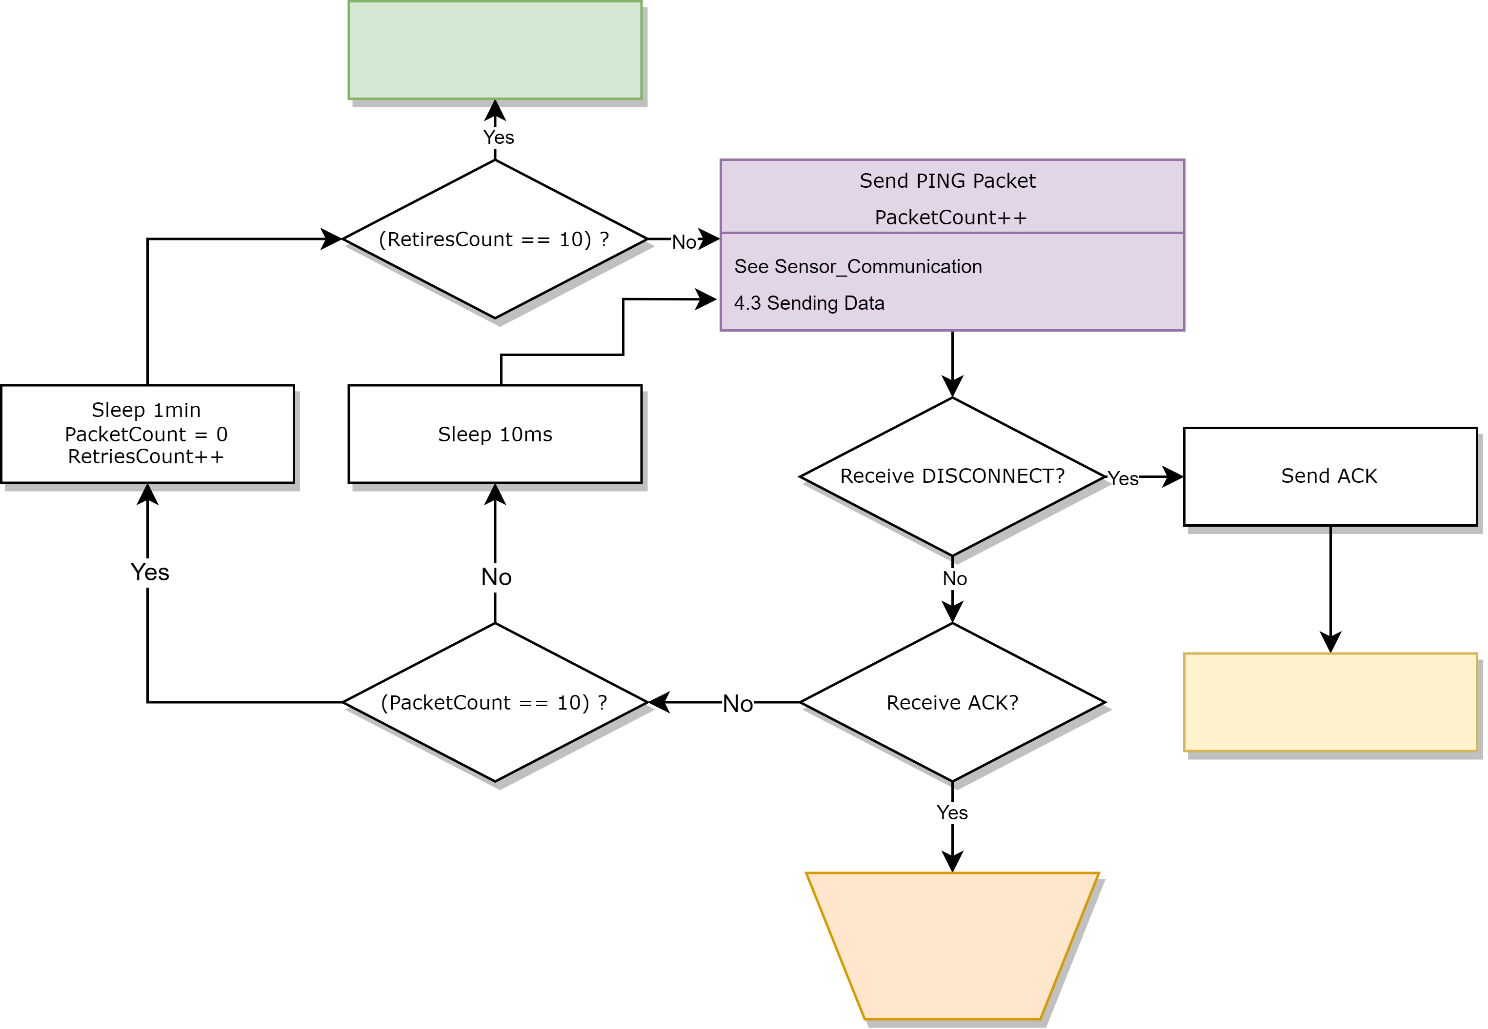 Yes
Send PING Packet
PacketCount++
(RetiresCount == 10) ?
No
See Sensor_Communication
4.3 Sending Data
Sleep 1min
PacketCount = 0
RetriesCount++
Sleep 10ms
Receive DISCONNECT?
Yes
Send ACK
Yes
No
No
(PacketCount == 10) ?
No
Receive ACK?
Yes